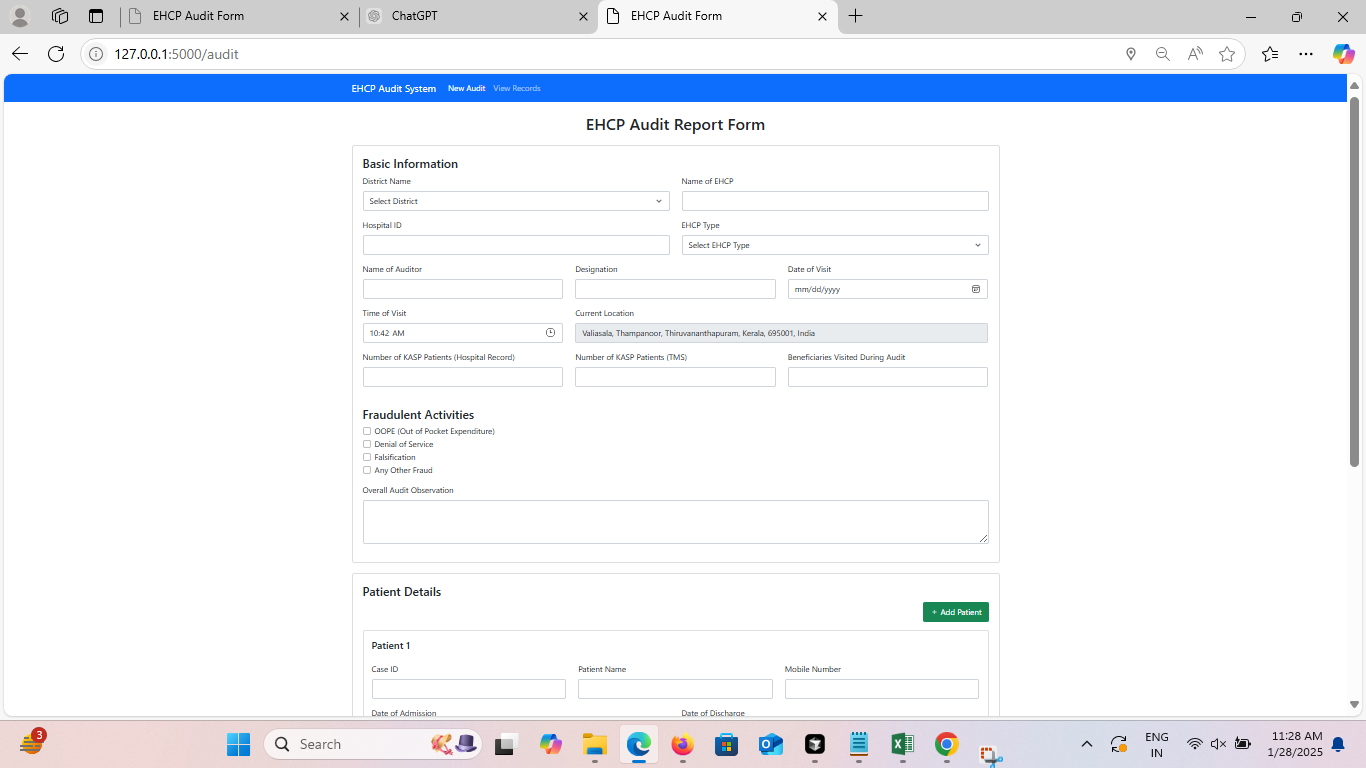 EHCP Audit Form
ChatGPT
EHCP Audit Form
127.0.0.1:5000/audit
EHCP Audit System New Audit View Records
EHCP Audit Report Form
Basic Information
District Name Name of EHCP
Select District
Hospital ID EHCP Type
Select EHCP Type
Name of Auditor Designation Date of Visit
mm/dd/yyyy
Time of Visit Current Location
10:42 AM Valiasala, Thampanoor, Thiruvananthapuram, Kerala, 695001, India
Number of KASP Patients (Hospital Record) Number of KASP Patients (TMS) Beneficiaries Visited During Audit
Fraudulent Activities
OOPE (Out of Pocket Expenditure)
Denial of Service
Falsification
Any Other Fraud
Overall Audit Observation
Patient Details
+ Add Patient
Patient 1
Case ID Patient Name Mobile Number
Date of Admission Date of Discharge
3
Search
ENG
IN
11:28 AM
1/28/2025